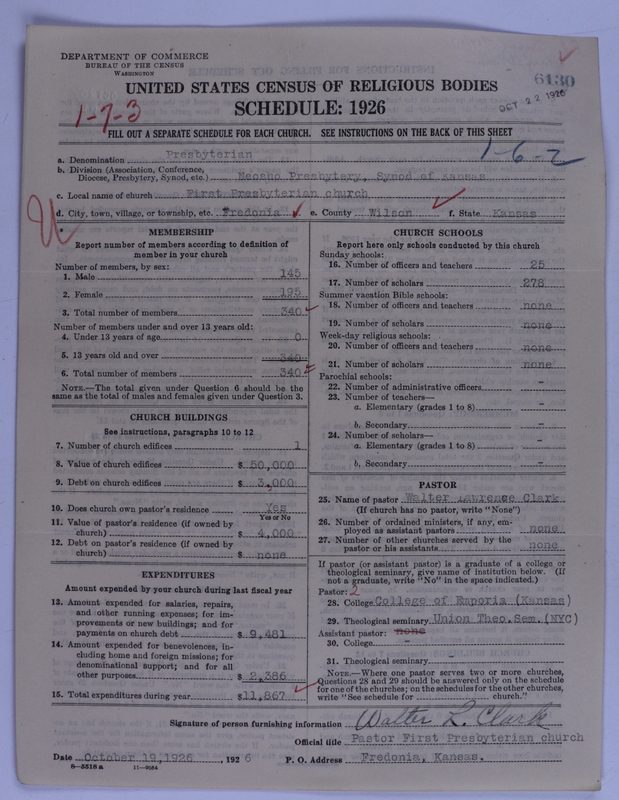 DEPARTMENT OF COMMERCE
BUREAU OF THE CENSUS
WASHINGTON
6130
OCT 22 1926
UNITED STATES CENSUS OF RELIGIOUS BODIES
SCHEDULE: 1926
1-7-3
FILL OUT A SEPARATE SCHEDULE FOR EACH CHURCH. SEE INSTRUCTIONS ON THE BACK OF THIS SHEET
1-6-2
a. Denomination Presbyterian
b. Division (Association, Conference,
Diocese, Presbytery, Synod, etc.) Neosho Presbytery, Synod of Kansas
c. Local name of church First Presbyterian church
d. City, town, village, or township, etc. Fredonia e. County Wilson f. State Kansas
MEMBERSHIP
Report number of members according to definition of
member in your church
Number of members, by sex:
1. Male 145
2. Female 195
3. Total number of members 340
Number of members under and over 13 years old:
4. Under 13 years of age 0
5. 13 years old and over 340
6. Total number of members 340
NOTE.—The total given under Question 6 should be the
same as the total of males and females given under Question 3.
CHURCH BUILDINGS
See instructions, paragraphs 10 to 12
7. Number of church edifices 1
8. Value of church edifices $ 50,000
9. Debt on church edifices $ 3,000
10. Does church own pastor's residence Yes
Yes or No
11. Value of pastor's residence (if owned by
church) $ 4,000
12. Debt on pastor's residence (if owned by
church) $ none
EXPENDITURES
Amount expended by your church during last fiscal year
13. Amount expended for salaries, repairs,
and other running expenses; for im-
provements or new buildings; and for
payments on church debt $ 9,481
14. Amount expended for benevolences, in-
cluding home and foreign missions; for
denominational support; and for all
other purposes $ 2,386
15. Total expenditures during year $11,867
CHURCH SCHOOLS
Report here only schools conducted by this church
Sunday schools:
16. Number of officers and teachers 25
17. Number of scholars 278
Summer vacation Bible schools:
18. Number of officers and teachers none
19. Number of scholars none
Week-day religious schools:
20. Number of officers and teachers none
21. Number of scholars none
Parochial schools:
22. Number of administrative officers -
23. Number of teachers—
a. Elementary (grades 1 to 8) -
b. Secondary -
24. Number of scholars—
a. Elementary (grades 1 to 8) -
b. Secondary -
PASTOR
25. Name of pastor Walter Lawrence Clark
(If church has no pastor, write "None")
26. Number of ordained ministers, if any, em-
ployed as assistant pastors none
27. Number of other churches served by the
pastor or his assistants none
If pastor (or assistant pastor) is a graduate of a college or
theological seminary, give name of institution below. (If
not a graduate, write "No" in the space indicated.)
Pastor: 2
28. College College of Emporia (Kansas)
29. Theological seminary Union Theo.Sem.(NYC)
Assistant pastor: none
30. College -
31. Theological seminary -
NOTE.—Where one pastor serves two or more churches,
Questions 28 and 29 should be answered only on the schedule
for one of the churches; on the schedules for the other churches,
write "See schedule for church."
Signature of person furnishing information Walter L. Clark
Official title Pastor First Presbyterian church
Date October 19, 1926, 192 6 P. O. Address Fredonia, Kansas.
8—5518 a 11—9084